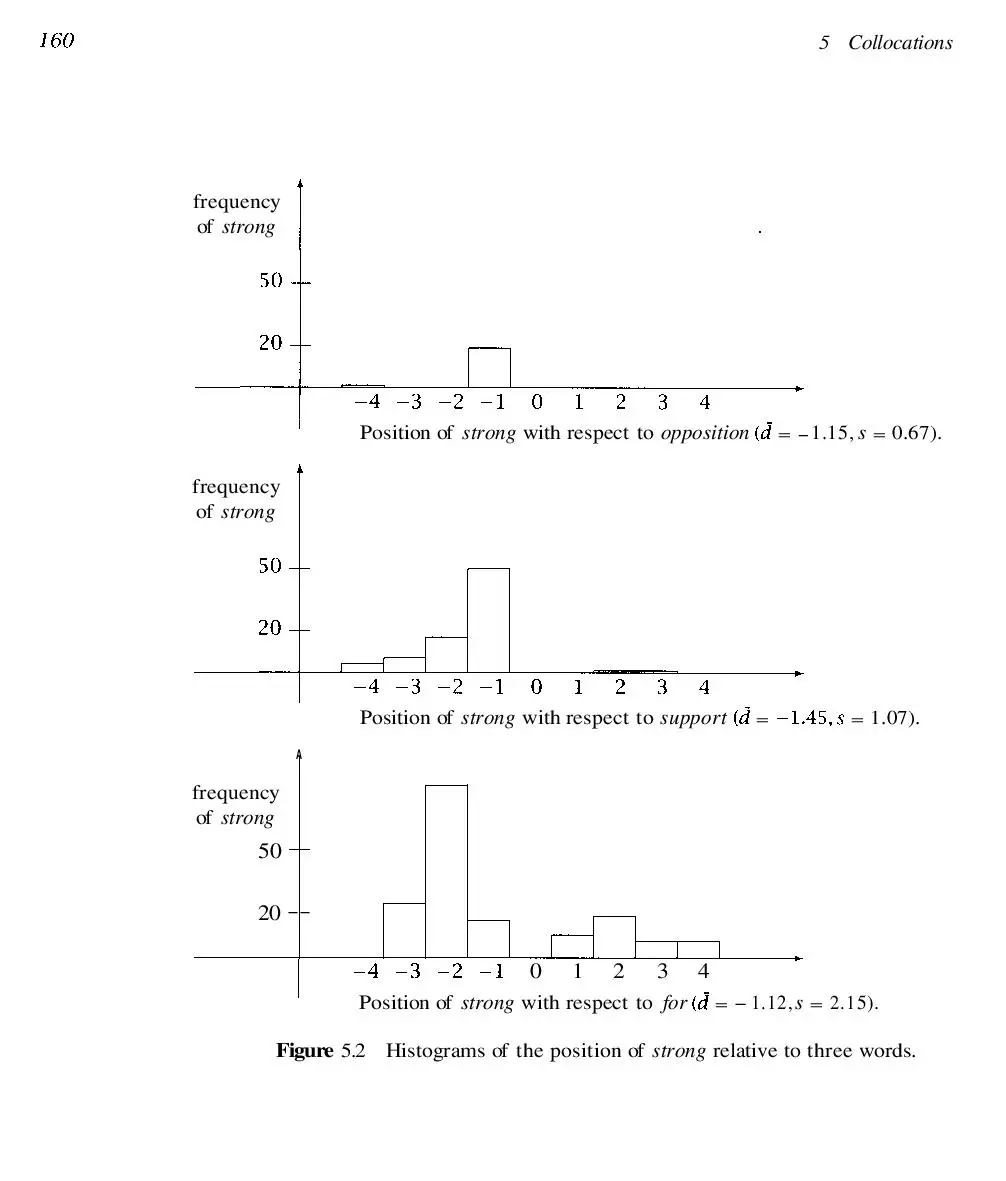 160
5 Collocations
frequency
of strong
50
20
−4 −3 −2 −1 0 1 2 3 4
Position of strong with respect to opposition (d̄ = −1.15, s = 0.67).
frequency
of strong
50
20
−4 −3 −2 −1 0 1 2 3 4
Position of strong with respect to support (d̄ = −1.45, s = 1.07).
frequency
of strong
50
20
−4 −3 −2 −1 0 1 2 3 4
Position of strong with respect to for (d̄ = −1.12, s = 2.15).
Figure 5.2 Histograms of the position of strong relative to three words.